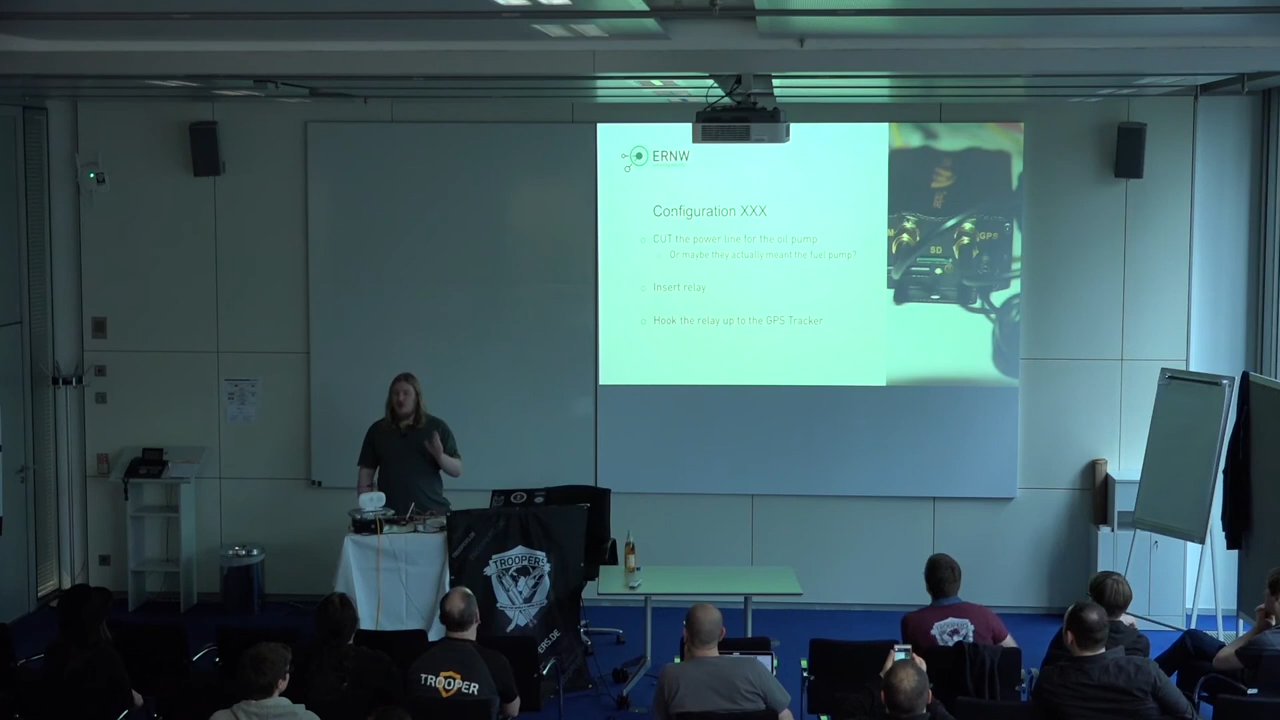 ERNW
Configuration XXX
CUT the power line for the oil pump
Or maybe they actually meant the fuel pump?
Insert relay
Hook the relay up to the GPS Tracker
SD
GPS
TROOPERS
TROOPER
TROOPERS